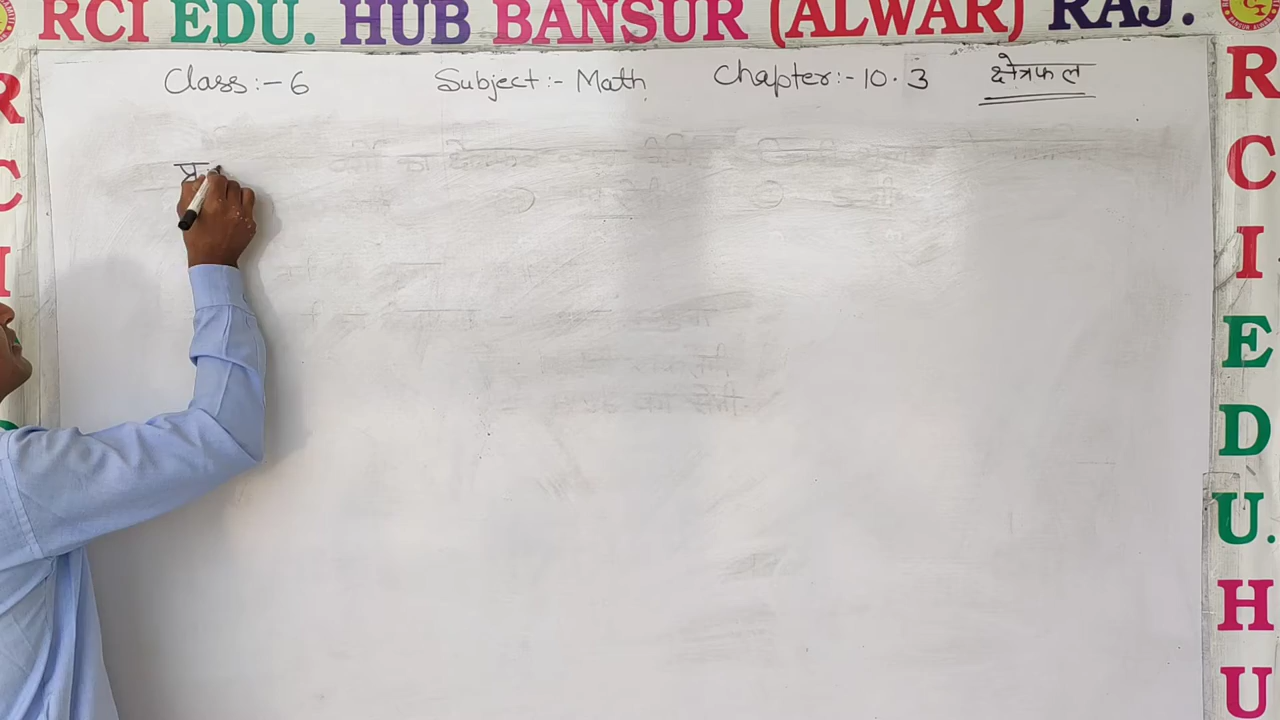 RCI EDU. HUB BANSUR (ALWAR) RAJ.
Class:- 6 Subject:- Math Chapter:- 10.3 क्षेत्रफल
प्र
R
C
I
R
C
I
E
D
U.
H
U